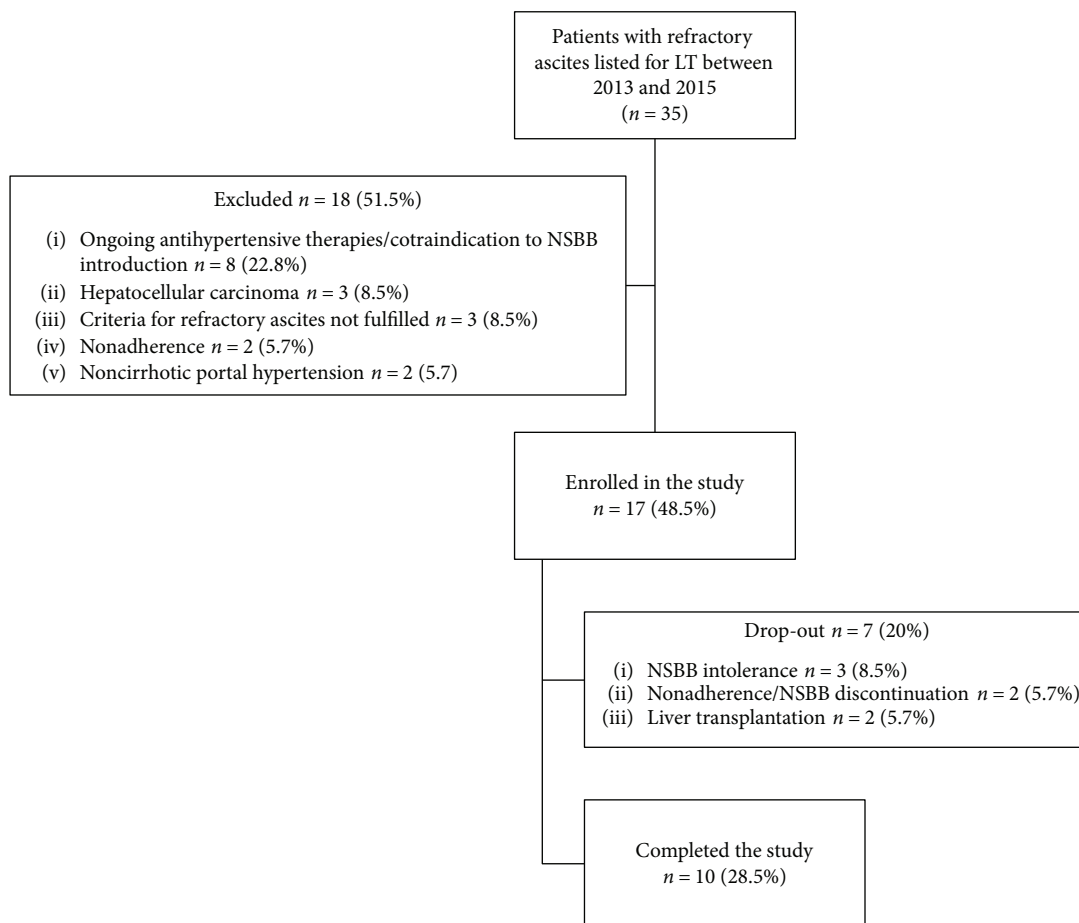 Patients with refractory
ascites listed for LT between
2013 and 2015
(n = 35)
Excluded n = 18 (51.5%)
(i) Ongoing antihypertensive therapies/cotraindication to NSBB
introduction n = 8 (22.8%)
(ii) Hepatocellular carcinoma n = 3 (8.5%)
(iii) Criteria for refractory ascites not fulfilled n = 3 (8.5%)
(iv) Nonadherence n = 2 (5.7%)
(v) Noncirrhotic portal hypertension n = 2 (5.7)
Enrolled in the study
n = 17 (48.5%)
Drop-out n = 7 (20%)
(i) NSBB intolerance n = 3 (8.5%)
(ii) Nonadherence/NSBB discontinuation n = 2 (5.7%)
(iii) Liver transplantation n = 2 (5.7%)
Completed the study
n = 10 (28.5%)